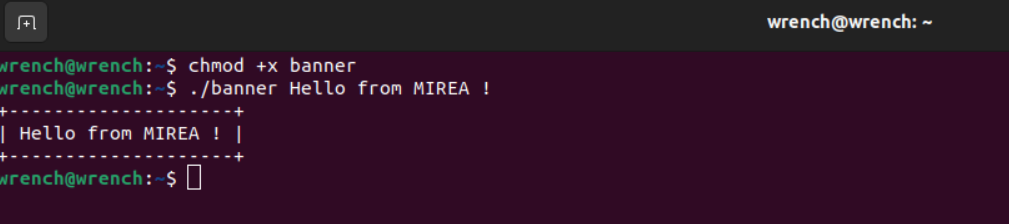 wrench@wrench: ~
wrench@wrench:~$ chmod +x banner
wrench@wrench:~$ ./banner Hello from MIREA !
+--------------------+
| Hello from MIREA ! |
+--------------------+
wrench@wrench:~$